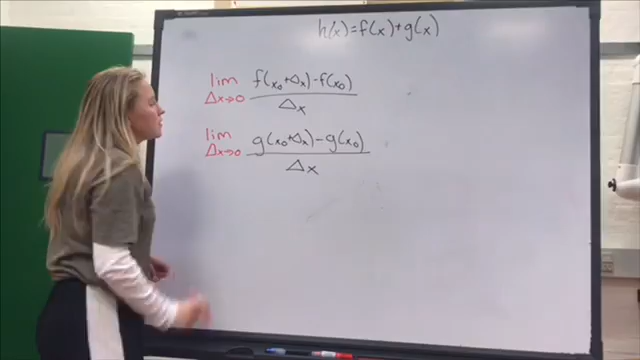 h(x)=f(x)+g(x)
lim f(x₀+Δx)-f(x₀)
Δx→0 Δx
lim g(x₀+Δx)-g(x₀)
Δx→0 Δx